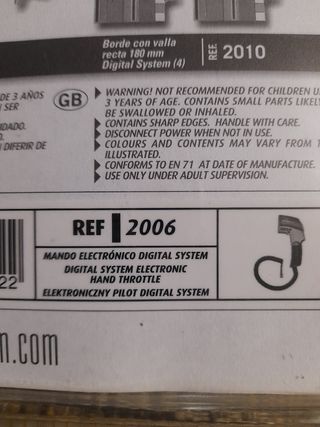 Borde con valla
recta 180 mm
Digital System (4)
REF. 2010
DE 3 AÑOS
SER
IDADO.
O.
DIFERIR DE
GB
WARNING! NOT RECOMMENDED FOR CHILDREN
3 YEARS OF AGE. CONTAINS SMALL PARTS LIKELY
BE SWALLOWED OR INHALED.
CONTAINS SHARP EDGES. HANDLE WITH CARE.
DISCONNECT POWER WHEN NOT IN USE.
COLOURS AND CONTENTS MAY VARY FROM
ILLUSTRATED.
CONFORMS TO EN 71 AT DATE OF MANUFACTURE.
USE ONLY UNDER ADULT SUPERVISION.
REF 2006
MANDO ELECTRÓNICO DIGITAL SYSTEM
DIGITAL SYSTEM ELECTRONIC
HAND THROTTLE
ELEKTRONICZNY PILOT DIGITAL SYSTEM
22
m.com